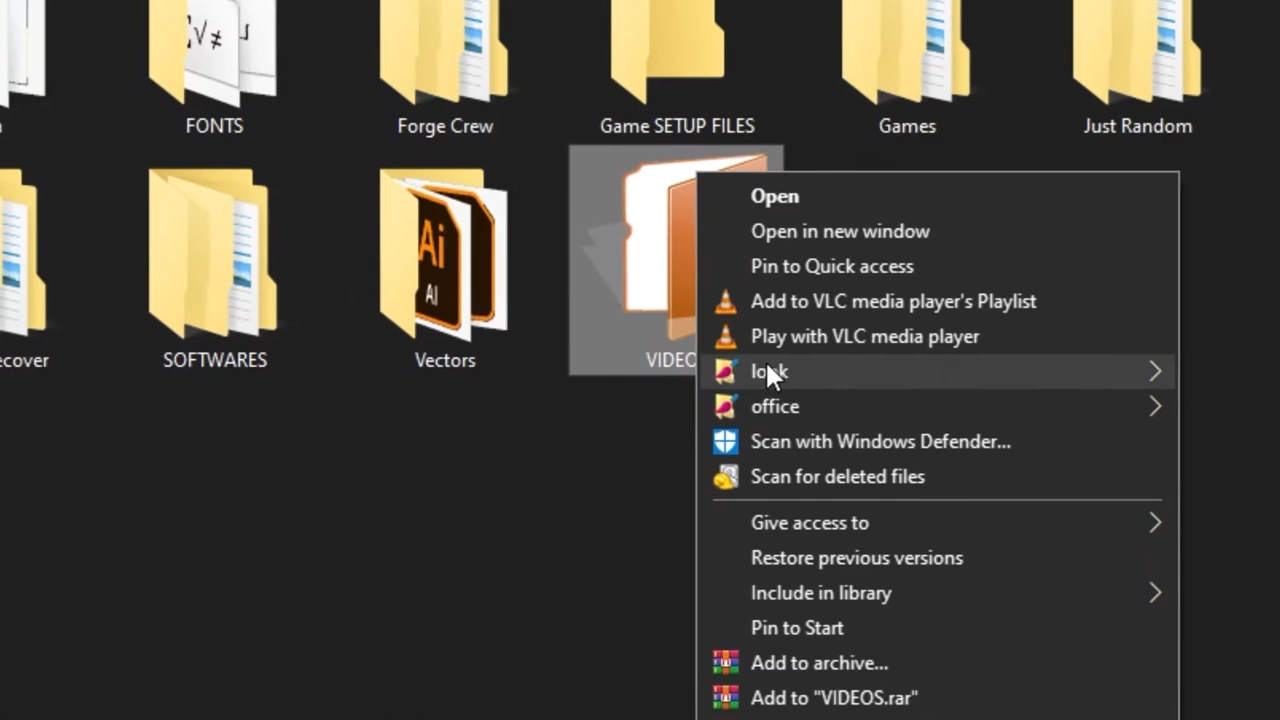 FONTS
Forge Crew
Game SETUP FILES
Games
Just Random
SOFTWARES
Ai
AI
Vectors
Open
Open in new window
Pin to Quick access
Add to VLC media player's Playlist
Play with VLC media player
office
Scan with Windows Defender...
Scan for deleted files
Give access to
Restore previous versions
Include in library
Pin to Start
Add to archive...
Add to "VIDEOS.rar"